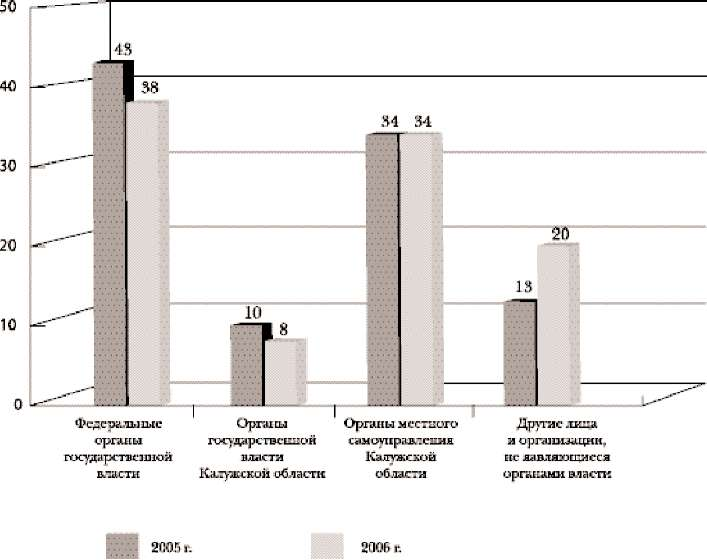 50
43
40
38
34 34
30
20
20
13
10
10
8
0
Федеральные
органы
государственной
власти
Органы
государственной
власти
Калужской области
Органы местного
самоуправления
Калужской
области
Другие лица
и организации,
не являющиеся
органами власти
2005 г.
2006 г.